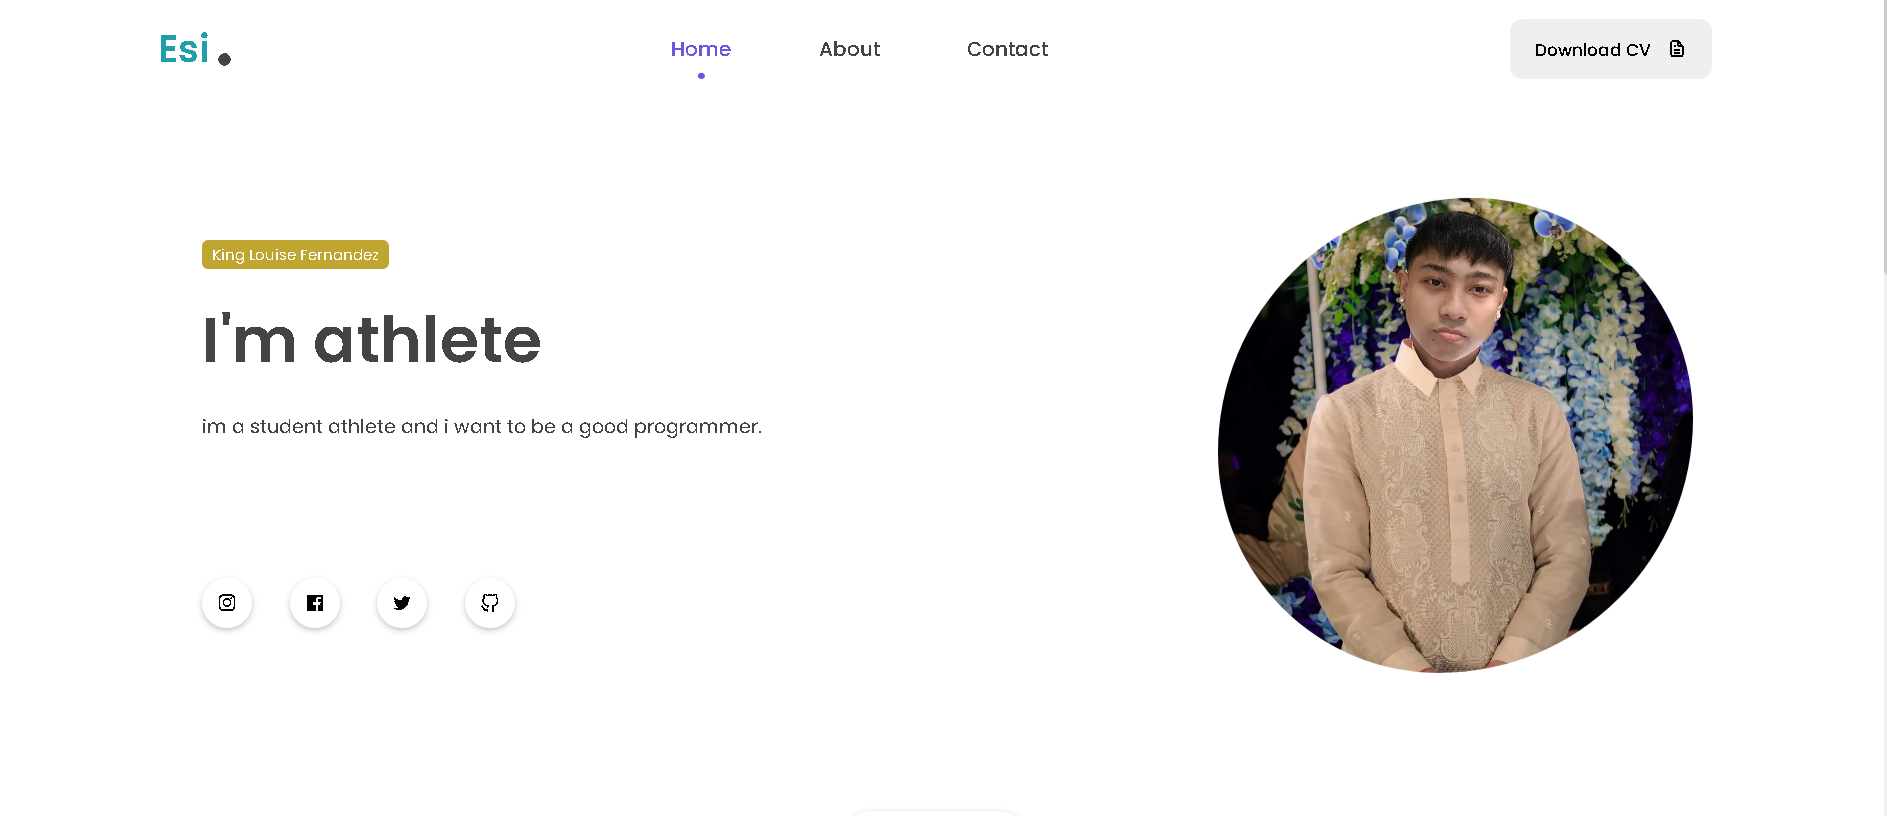 Esi .
Home
About
Contact
Download CV
King Louise Fernandez
I'm athlete
im a student athlete and i want to be a good programmer.